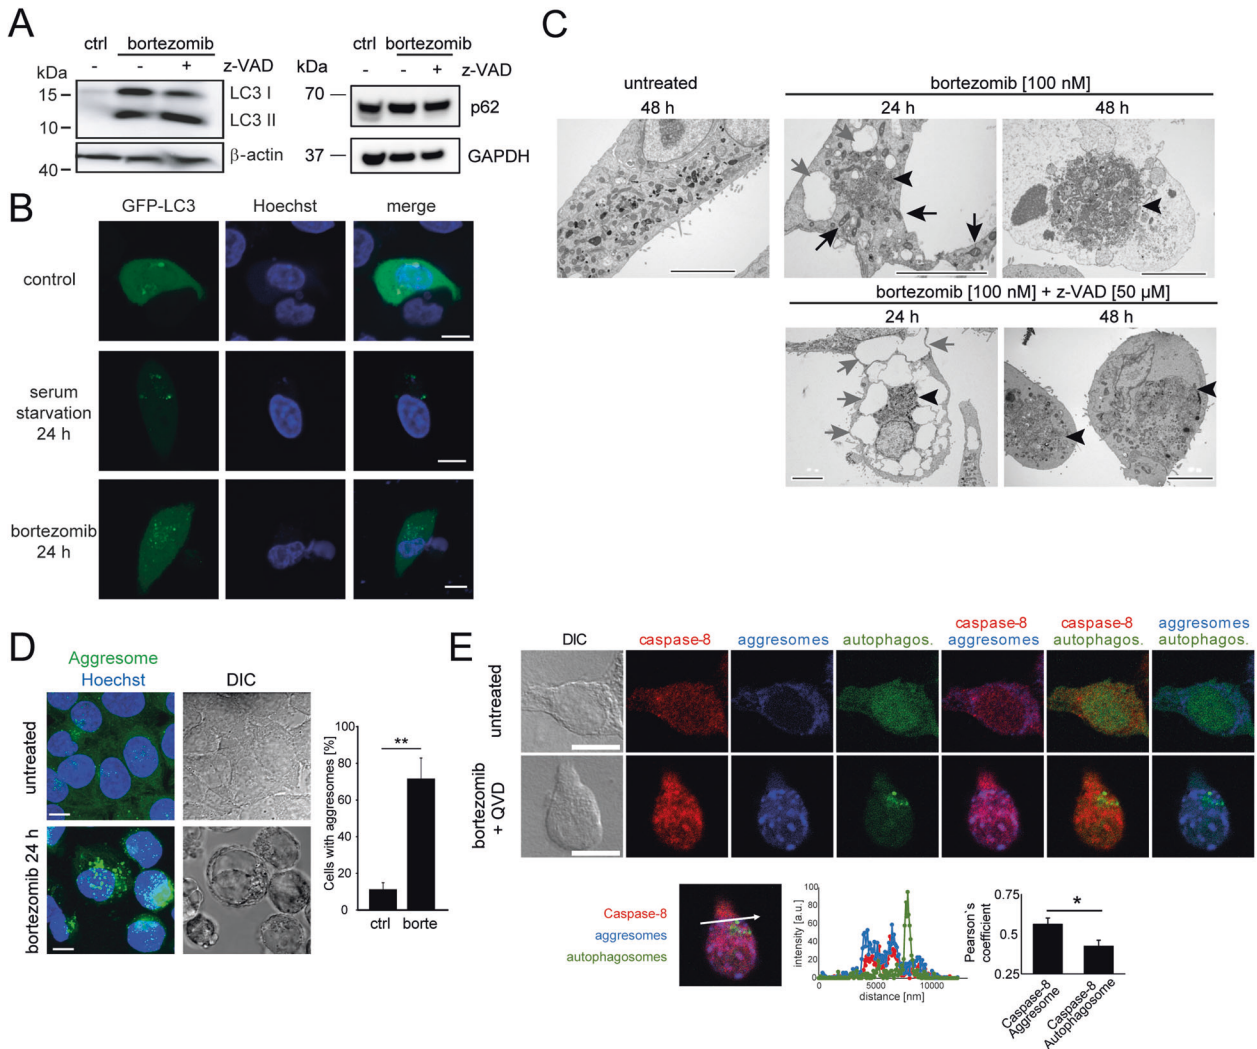 A
ctrl bortezomib
- - + z-VAD
kDa
15
10
40
LC3 I
LC3 II
β-actin
ctrl bortezomib
kDa - - + z-VAD
70
37
p62
GAPDH
B
GFP-LC3 Hoechst merge
control
serum
starvation
24 h
bortezomib
24 h
C
untreated
48 h
bortezomib [100 nM]
24 h 48 h
bortezomib [100 nM] + z-VAD [50 µM]
24 h 48 h
D
Aggresome
Hoechst DIC
untreated
bortezomib 24 h
Cells with aggresomes [%]
100
80
60
40
20
0
**
ctrl borte
E
DIC caspase-8 aggresomes autophagos. caspase-8 aggresomes caspase-8 autophagos. aggresomes autophagos.
untreated
bortezomib
+ QVD
Caspase-8
aggresomes
autophagosomes
intensity [a.u.]
100
90
80
70
60
50
40
30
20
10
0
0 5000 10000
distance [nm]
Pearson`s
coefficient
0.75
0.5
0.25
*
Caspase-8
Aggresome
Caspase-8
Autophagosome